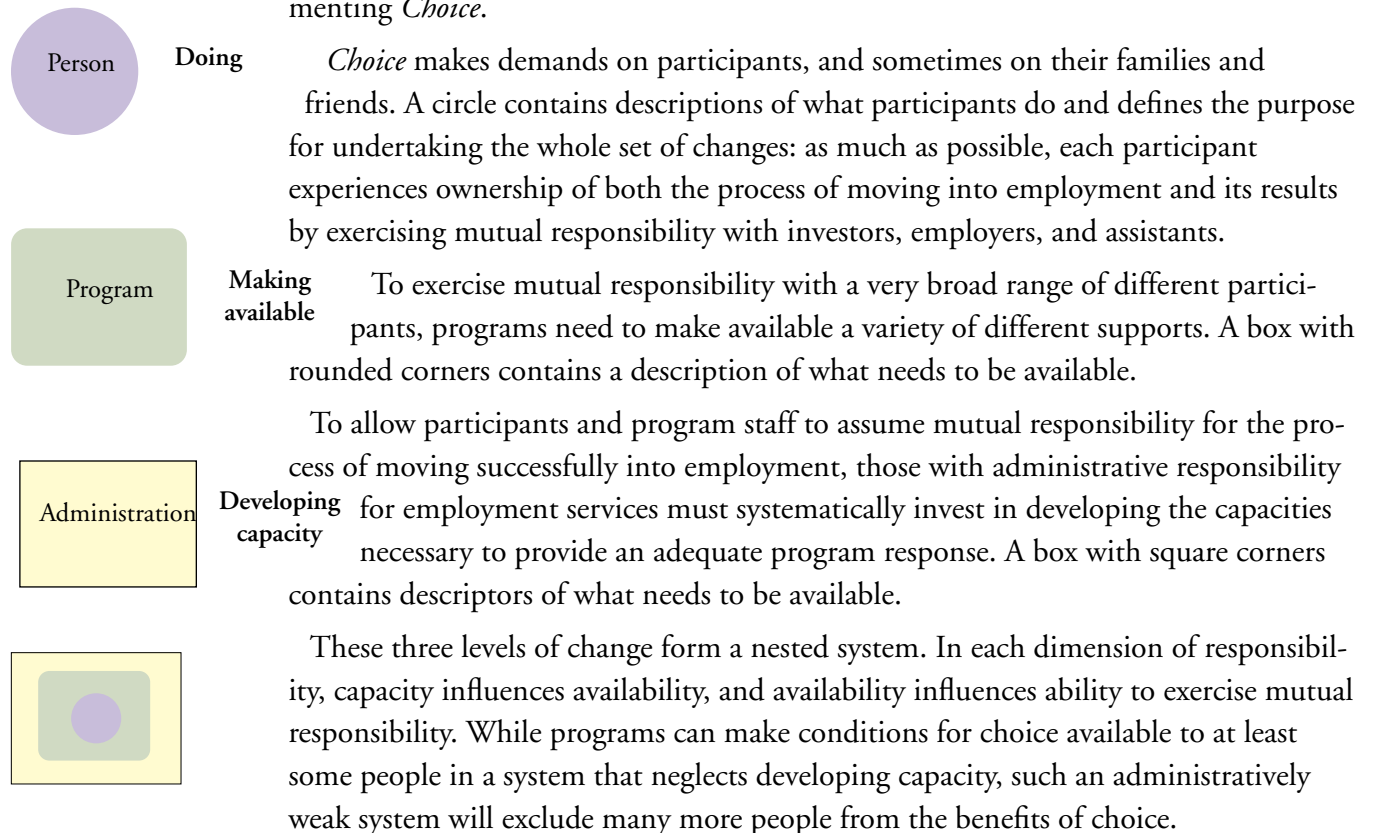 menting Choice.
Person
Doing
Choice makes demands on participants, and sometimes on their families and
friends. A circle contains descriptions of what participants do and defines the purpose
for undertaking the whole set of changes: as much as possible, each participant
experiences ownership of both the process of moving into employment and its results
by exercising mutual responsibility with investors, employers, and assistants.
Program
Making
available
To exercise mutual responsibility with a very broad range of different partici-
pants, programs need to make available a variety of different supports. A box with
rounded corners contains a description of what needs to be available.
To allow participants and program staff to assume mutual responsibility for the pro-
cess of moving successfully into employment, those with administrative responsibility
Administration
Developing
capacity
for employment services must systematically invest in developing the capacities
necessary to provide an adequate program response. A box with square corners
contains descriptors of what needs to be available.
These three levels of change form a nested system. In each dimension of responsibil-
ity, capacity influences availability, and availability influences ability to exercise mutual
responsibility. While programs can make conditions for choice available to at least
some people in a system that neglects developing capacity, such an administratively
weak system will exclude many more people from the benefits of choice.